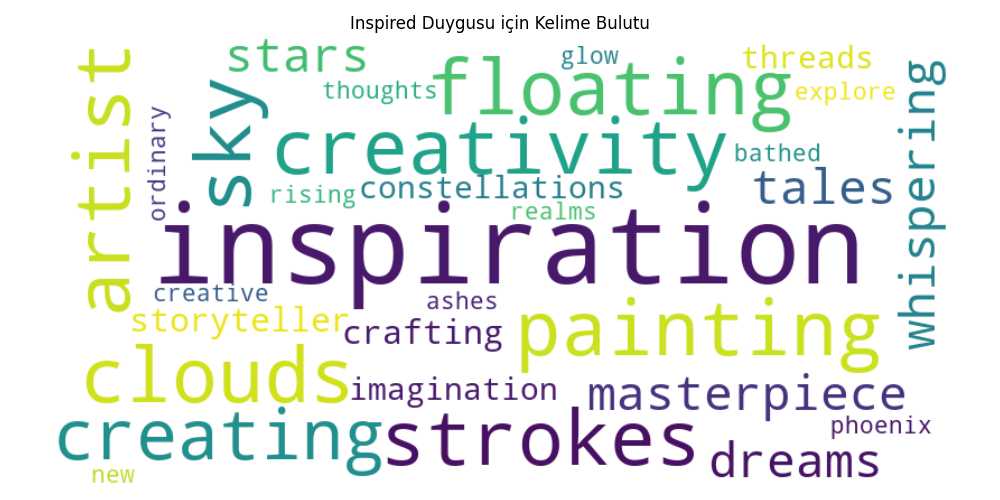 Inspired Duygusu için Kelime Bulutu
artist
stars
glow
threads
thoughts
floating
explore
ordinary
sky
creativity
bathed
whispering
rising
constellations
tales
realms
inspiration
creative
ashes
storyteller
crafting
painting
clouds
imagination
masterpiece
creating
strokes
phoenix
dreams
new